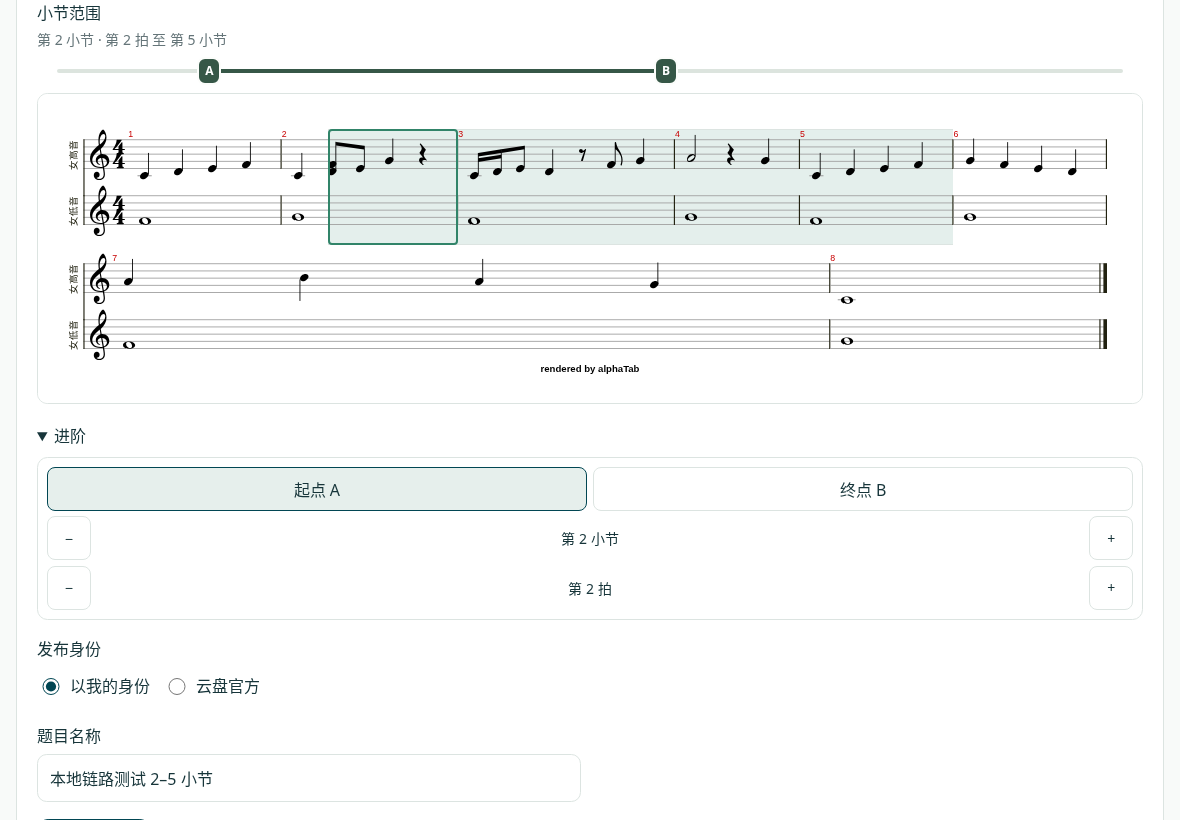 小节范围
第 2 小节 · 第 2 拍 至 第 5 小节
A B
1 2 3 4 5 6
女高音
女低音
7 8
女高音
女低音
rendered by alphaTab
▼ 进阶
起点 A 终点 B
− 第 2 小节 +
− 第 2 拍 +
发布身份
以我的身份 云盘官方
题目名称
本地链路测试 2–5 小节